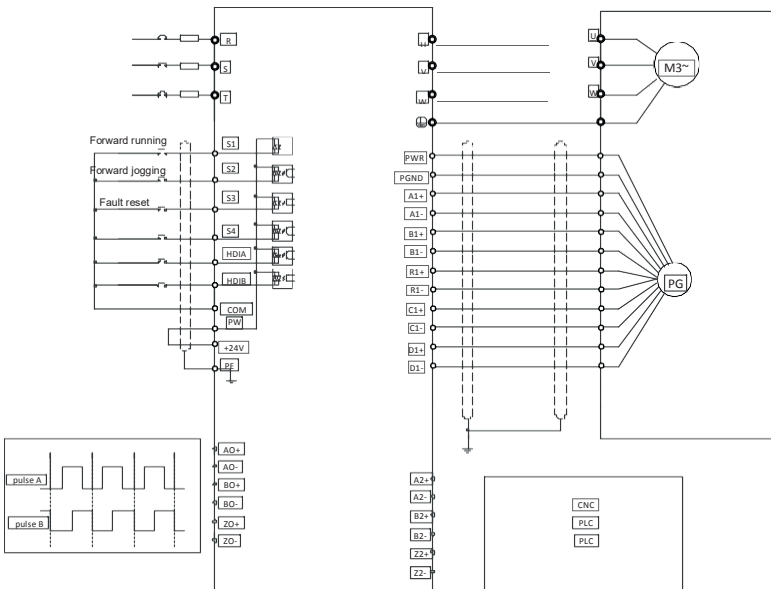 R
S
T
U
V
W
U
V
W
M3~
Forward running
S1
Forward jogging
S2
Fault reset
S3
S4
HDIA
HDIB
COM
PW
+24V
PE
PWR
PGND
A1+
A1-
B1+
B1-
R1+
R1-
C1+
C1-
D1+
D1-
PG
pulse A
pulse B
AO+
AO-
BO+
BO-
ZO+
ZO-
A2+
A2-
B2+
B2-
Z2+
Z2-
CNC
PLC
PLC